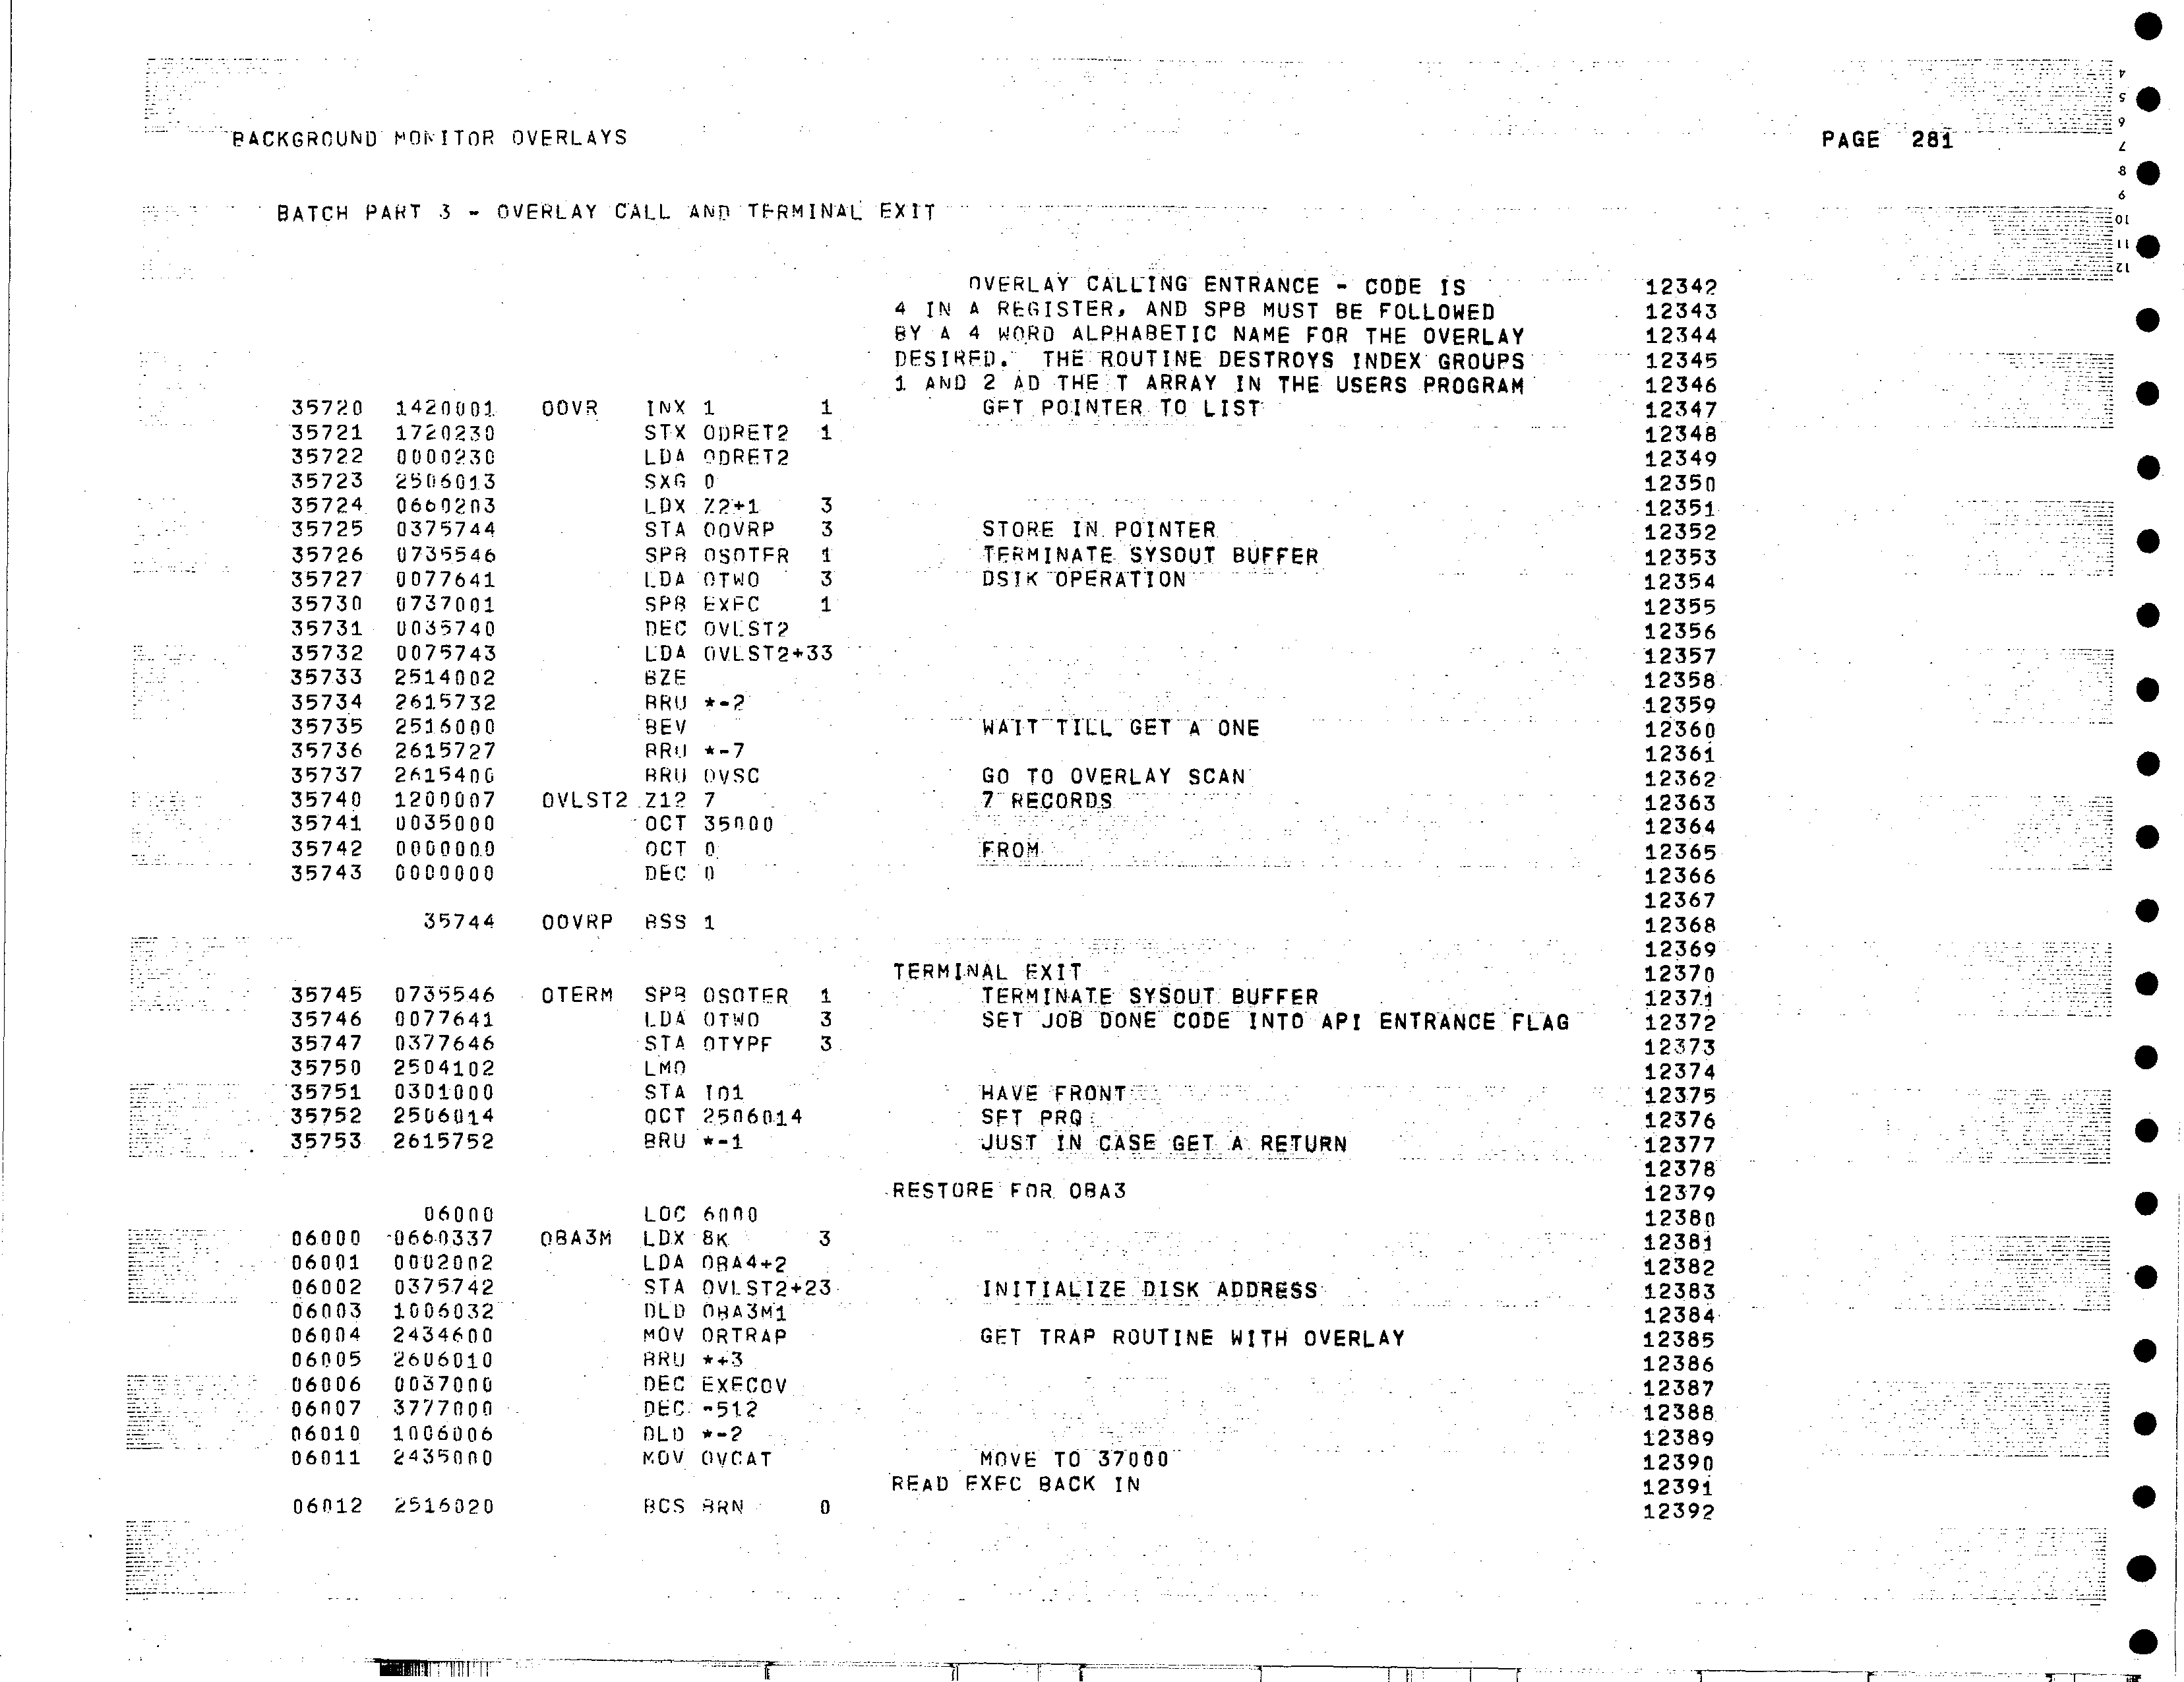 BACKGROUND MONITOR OVERLAYS PAGE 281
BATCH PART 3 - OVERLAY CALL AND TERMINAL EXIT
OVERLAY CALLING ENTRANCE - CODE IS 12342
4 IN A REGISTER, AND SPB MUST BE FOLLOWED 12343
BY A 4 WORD ALPHABETIC NAME FOR THE OVERLAY 12344
DESIRED. THE ROUTINE DESTROYS INDEX GROUPS 12345
1 AND 2 AD THE T ARRAY IN THE USERS PROGRAM 12346
35720 1420001 OOVR INX 1 1 GET POINTER TO LIST 12347
35721 1720230 STX ODRET2 1 12348
35722 0000230 LDA ODRET2 12349
35723 2506013 SXG 0 12350
35724 0660203 LDX Z2+1 3 12351
35725 0375744 STA OOVRP 3 STORE IN POINTER 12352
35726 0735546 SPB OSOTER 1 TERMINATE SYSOUT BUFFER 12353
35727 0077641 LDA OTWO 3 DSIK OPERATION 12354
35730 0737001 SPB EXEC 1 12355
35731 0035740 DEC OVLST2 12356
35732 0075743 LDA OVLST2+33 12357
35733 2514002 BZE 12358
35734 2615732 BRU *-2 12359
35735 2516000 BEV WAIT TILL GET A ONE 12360
35736 2615727 BRU *-7 12361
35737 2615400 BRU OVSC GO TO OVERLAY SCAN 12362
35740 1200007 OVLST2 Z12 7 7 RECORDS 12363
35741 0035000 OCT 35000 12364
35742 0000000 OCT 0 FROM 12365
35743 0000000 DEC 0 12366
12367
35744 OOVRP BSS 1 12368
12369
TERMINAL EXIT 12370
35745 0735546 OTERM SPB OSOTER 1 TERMINATE SYSOUT BUFFER 12371
35746 0077641 LDA OTWO 3 SET JOB DONE CODE INTO API ENTRANCE FLAG 12372
35747 0377646 STA OTYPF 3 12373
35750 2504102 LMO 12374
35751 0301000 STA IO1 HAVE FRONT 12375
35752 2506014 OCT 2506014 SET PRQ 12376
35753 2615752 BRU *-1 JUST IN CASE GET A RETURN 12377
12378
RESTORE FOR OBA3 12379
06000 LOC 6000 12380
06000 0660337 OBA3M LDX 8K 3 12381
06001 0002002 LDA OBA4+2 12382
06002 0375742 STA OVLST2+23 INITIALIZE DISK ADDRESS 12383
06003 1006032 DLD OBA3M1 12384
06004 2434600 MOV ORTRAP GET TRAP ROUTINE WITH OVERLAY 12385
06005 2606010 BRU *+3 12386
06006 0037000 DEC EXECOV 12387
06007 3777000 DEC -512 12388
06010 1006006 DLD *-2 12389
06011 2435000 MOV OVCAT MOVE TO 37000 12390
READ EXEC BACK IN 12391
06012 2516020 BCS BRN 0 12392
4
5
6
7
8
9
10
11
12